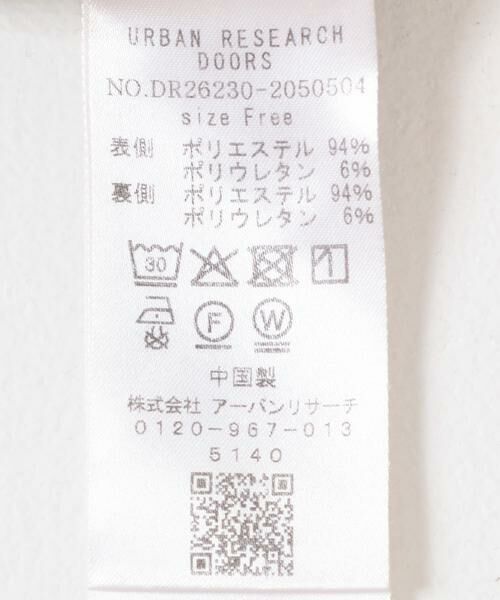 URBAN RESEARCH
DOORS
NO.DR26230-2050504
size Free
表側 ポリエステル 94%
ポリウレタン 6%
裏側 ポリエステル 94%
ポリウレタン 6%
30
F W
中国製
株式会社 アーバンリサーチ
0120-967-013
5140